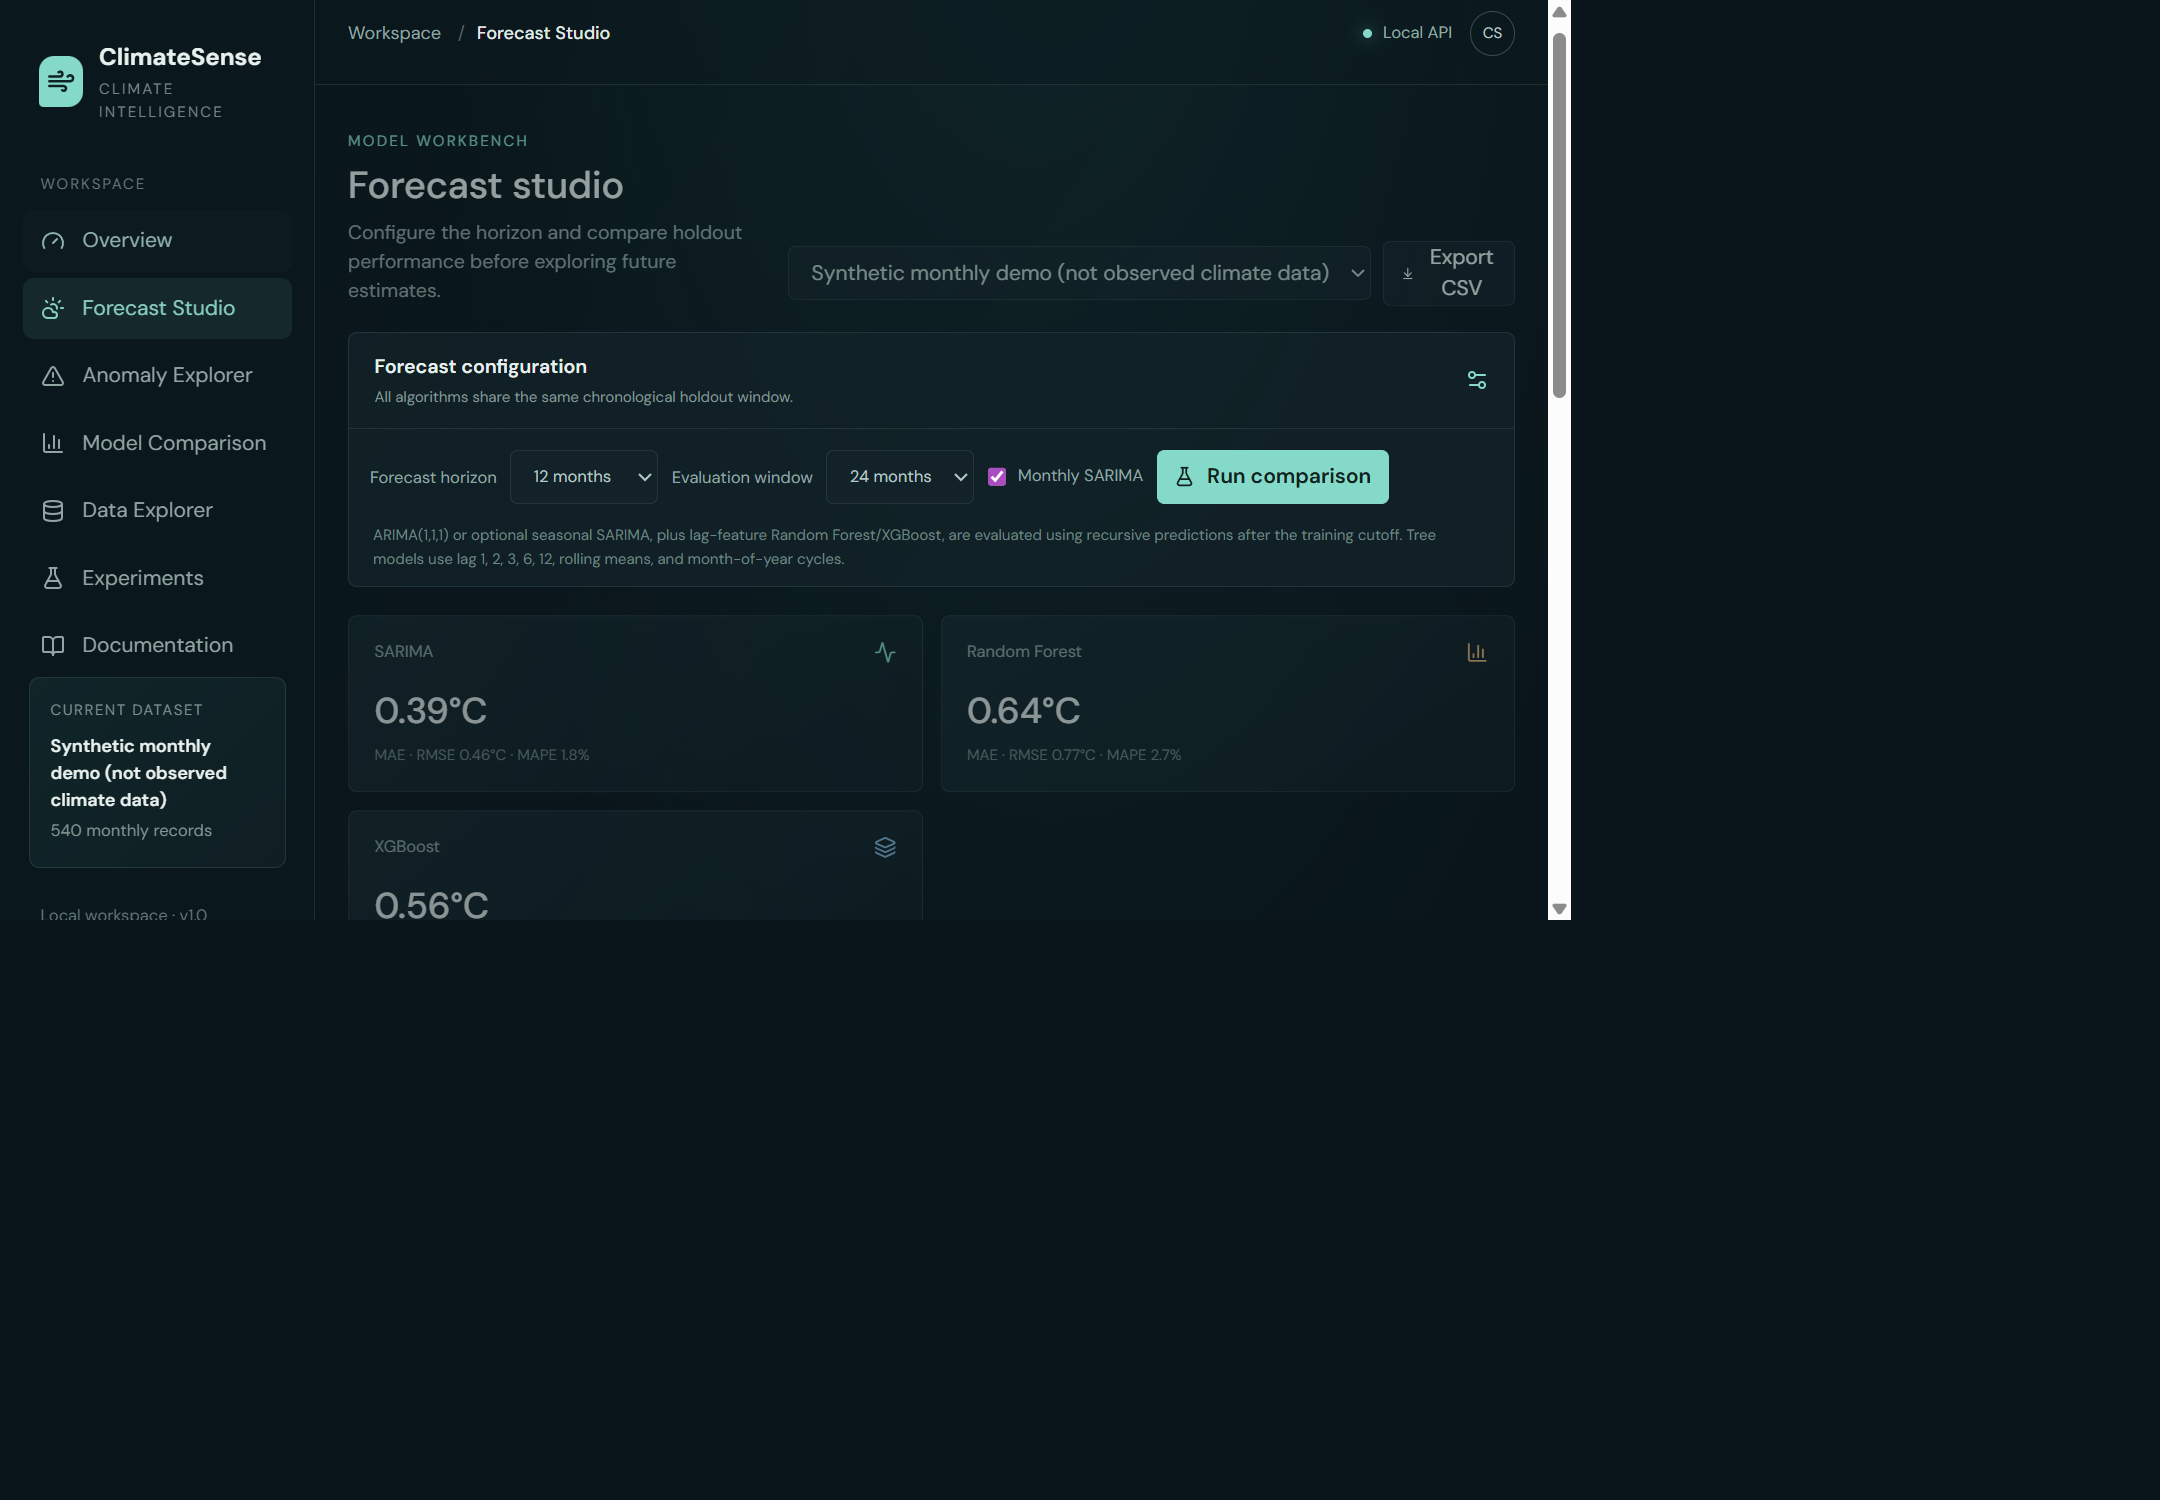 ClimateSense
CLIMATE
INTELLIGENCE
WORKSPACE
Overview
Forecast Studio
Anomaly Explorer
Model Comparison
Data Explorer
Experiments
Documentation
CURRENT DATASET
Synthetic monthly
demo (not observed
climate data)
540 monthly records
Local workspace · v1.0
Workspace / Forecast Studio
Local API
CS
MODEL WORKBENCH
Forecast studio
Configure the horizon and compare holdout
performance before exploring future
estimates.
Synthetic monthly demo (not observed climate data)
Export
CSV
Forecast configuration
All algorithms share the same chronological holdout window.
Forecast horizon 12 months Evaluation window 24 months Monthly SARIMA Run comparison
ARIMA(1,1,1) or optional seasonal SARIMA, plus lag-feature Random Forest/XGBoost, are evaluated using recursive predictions after the training cutoff. Tree
models use lag 1, 2, 3, 6, 12, rolling means, and month-of-year cycles.
SARIMA
0.39°C
MAE · RMSE 0.46°C · MAPE 1.8%
Random Forest
0.64°C
MAE · RMSE 0.77°C · MAPE 2.7%
XGBoost
0.56°C